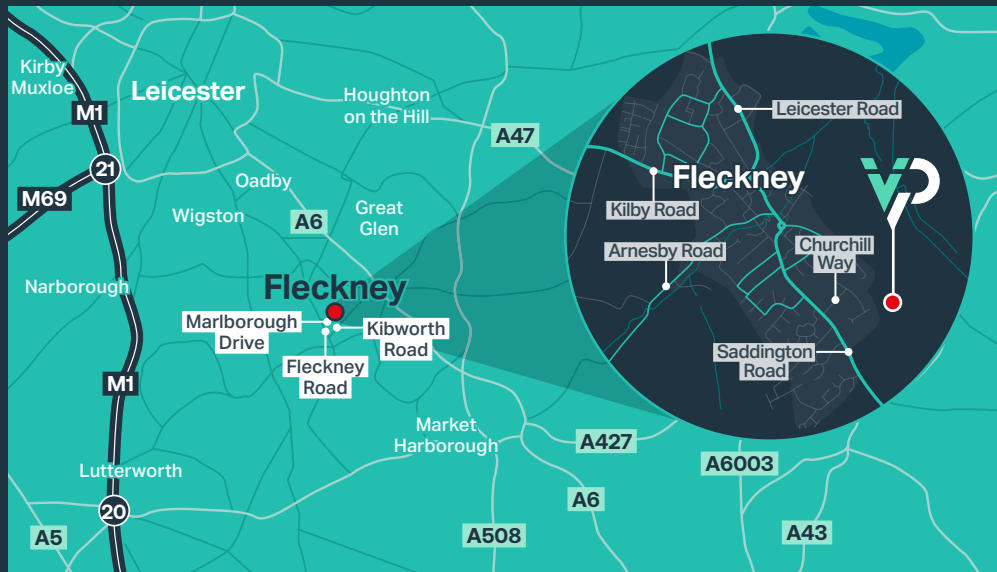 Kirby
Muxloe
Leicester
M1
Houghton
on the Hill
Leicester Road
A47
21
M69
Oadby
Fleckney
VP
Wigston
A6
Great
Glen
Kilby Road
Arnesby Road
Churchill
Way
Narborough
Fleckney
Marlborough
Drive
Kibworth
Road
Fleckney
Road
Saddington
Road
M1
Market
Harborough
A427
A6003
Lutterworth
20
A6
A5
A508
A43